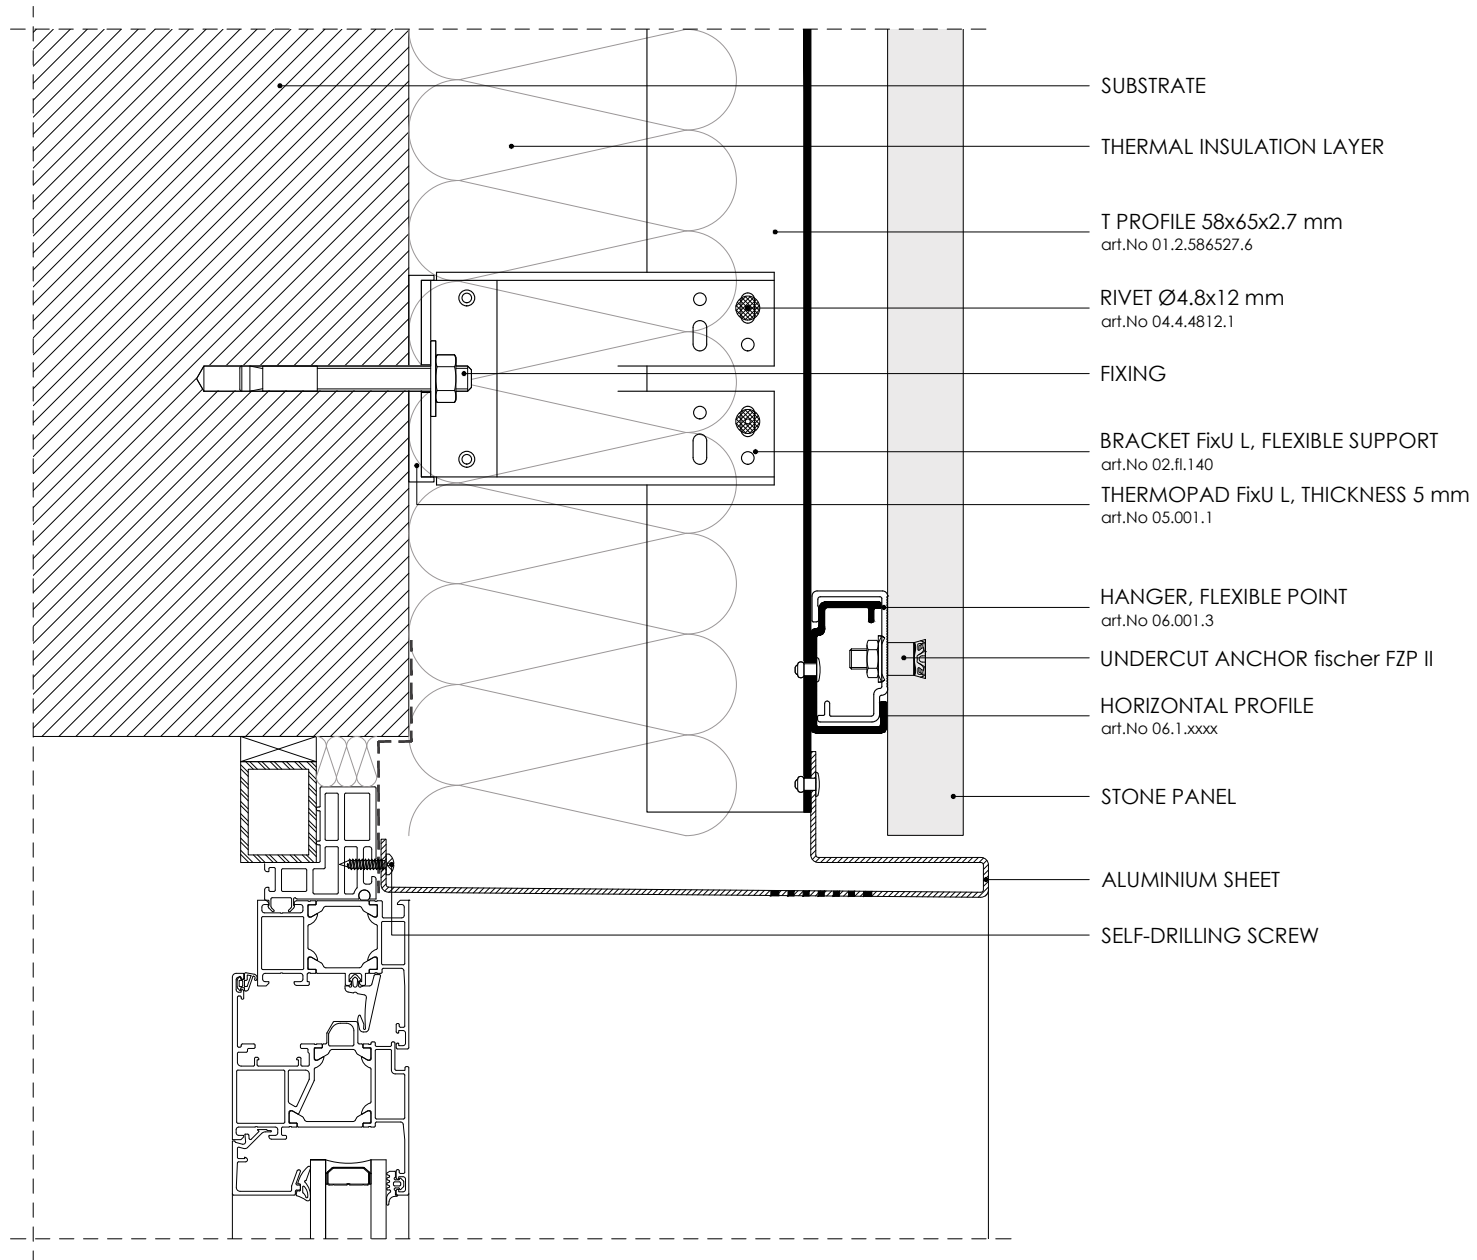 SUBSTRATE
THERMAL INSULATION LAYER
T PROFILE 58x65x2.7 mm
art.No 01.2.586527.6
RIVET Ø4.8x12 mm
art.No 04.4.4812.1
FIXING
BRACKET FixU L, FLEXIBLE SUPPORT
art.No 02.fl.140
THERMOPAD FixU L, THICKNESS 5 mm
art.No 05.001.1
HANGER, FLEXIBLE POINT
art.No 06.001.3
UNDERCUT ANCHOR fischer FZP II
HORIZONTAL PROFILE
art.No 06.1.xxxx
STONE PANEL
ALUMINIUM SHEET
SELF-DRILLING SCREW